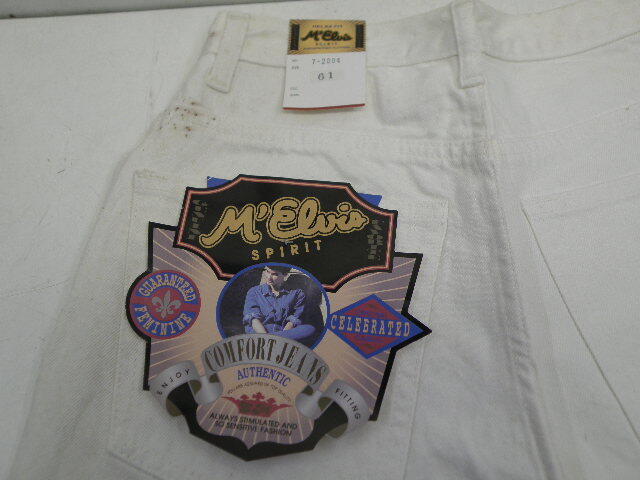 M'Elvis
SPIRIT
7-2004
61
M'Elvis
SPIRIT
GUARANTEED
FEMININE
CELEBRATED
COMFORT JEANS
AUTHENTIC
ENJOY
FITTING
ALWAYS STIMULATED AND
SO SENSITIVE FASHION